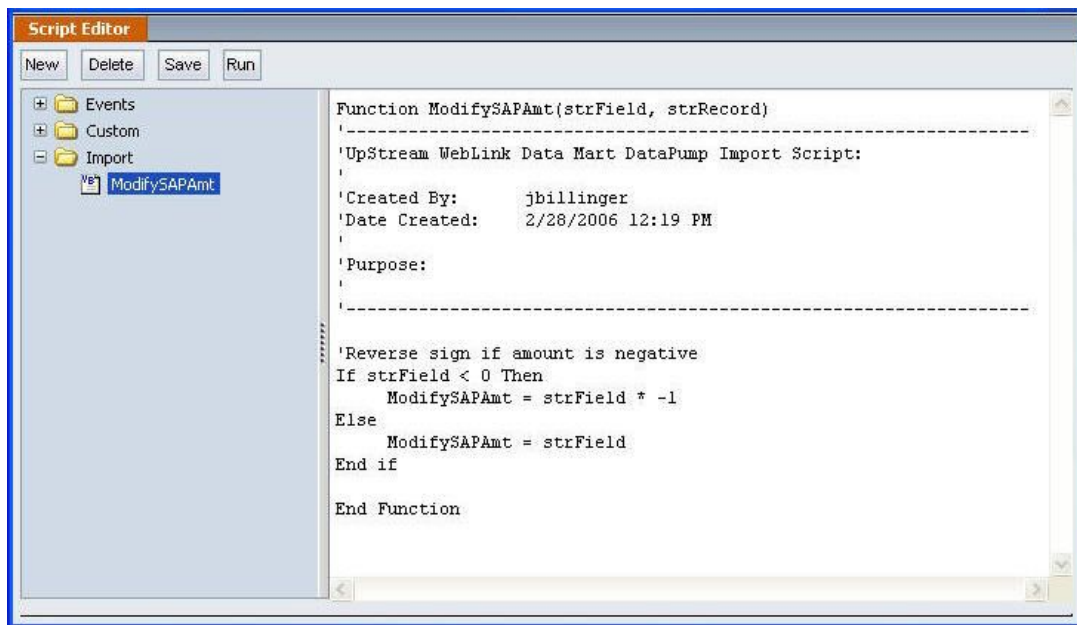 Script Editor
New Delete Save Run
Events
Custom
Import
ModifySAPAmt
Function ModifySAPAmt(strField, strRecord)
'------------------------------------------------------------------
'UpStream WebLink Data Mart DataPump Import Script:
'
'Created By: jbillinger
'Date Created: 2/28/2006 12:19 PM
'
'Purpose:
'
'------------------------------------------------------------------
'Reverse sign if amount is negative
If strField < 0 Then
ModifySAPAmt = strField * -1
Else
ModifySAPAmt = strField
End if
End Function